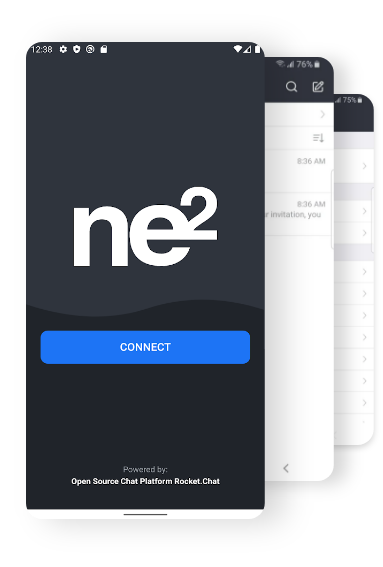 12:38
ne2
CONNECT
Powered by:
Open Source Chat Platform Rocket.Chat
76%
8:36 AM
8:36 AM
invitation, you
75%